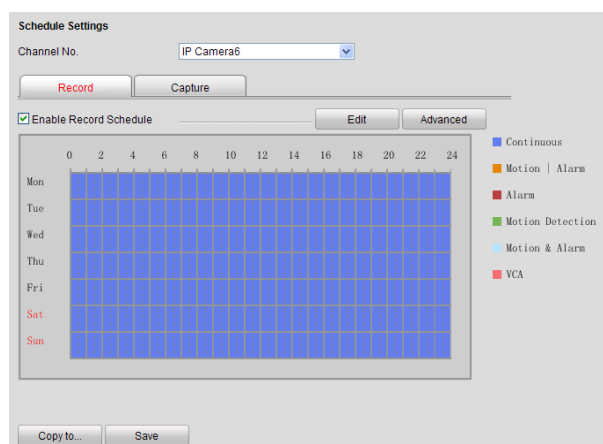 Schedule Settings
Channel No. IP Camera6
Record Capture
Enable Record Schedule Edit Advanced
0 2 4 6 8 10 12 14 16 18 20 22 24
Mon
Tue
Wed
Thu
Fri
Sat
Sun
Continuous
Motion | Alarm
Alarm
Motion Detection
Motion & Alarm
VCA
Copy to... Save